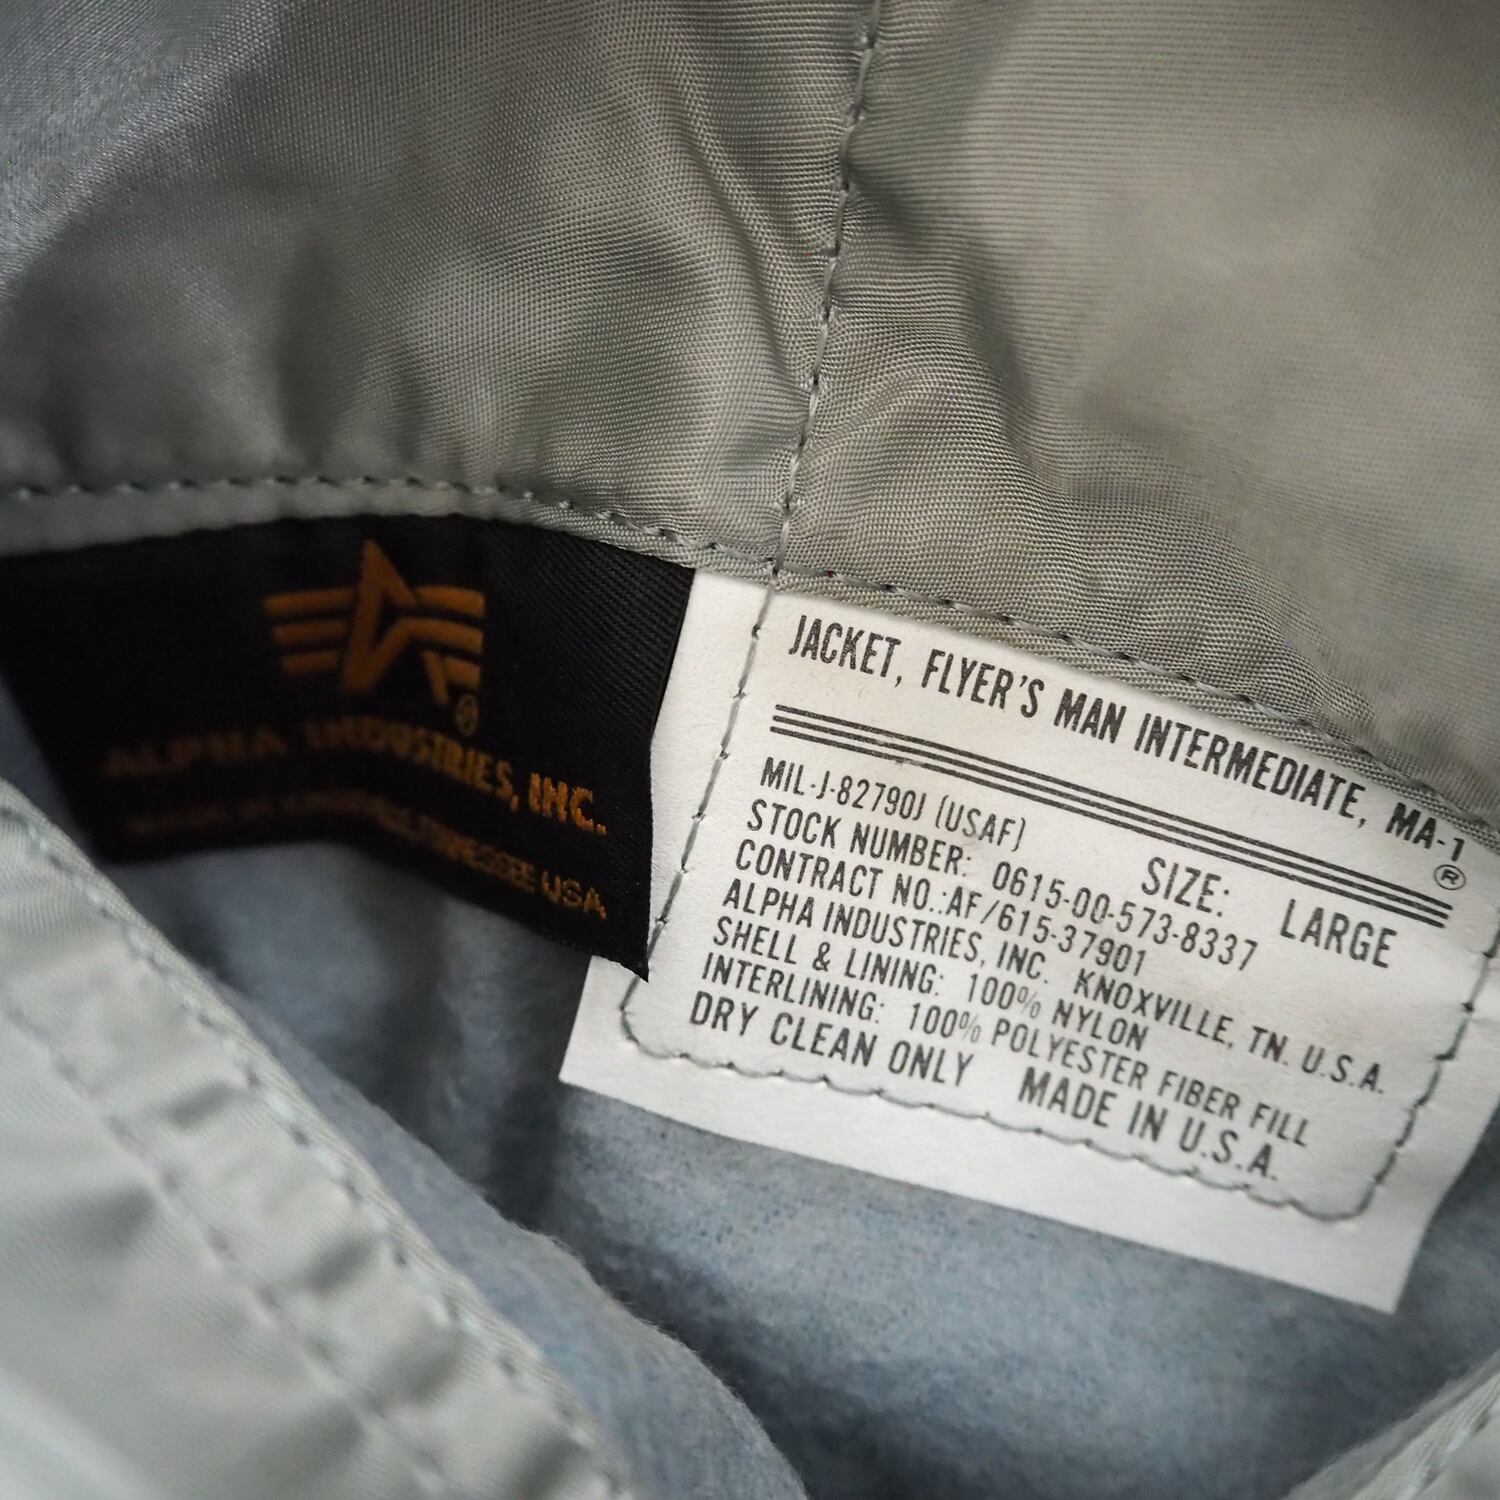 ALPHA INDUSTRIES, INC.
KNOXVILLE, TENNESSEE USA
JACKET, FLYER'S MAN INTERMEDIATE, MA-1
®
MIL-J-82790J (USAF)
SIZE: LARGE
STOCK NUMBER: 0615-00-573-8337
CONTRACT NO.:AF/615-37901
ALPHA INDUSTRIES, INC. KNOXVILLE, TN. U.S.A.
SHELL & LINING: 100% NYLON
INTERLINING: 100% POLYESTER FIBER FILL
DRY CLEAN ONLY MADE IN U.S.A.